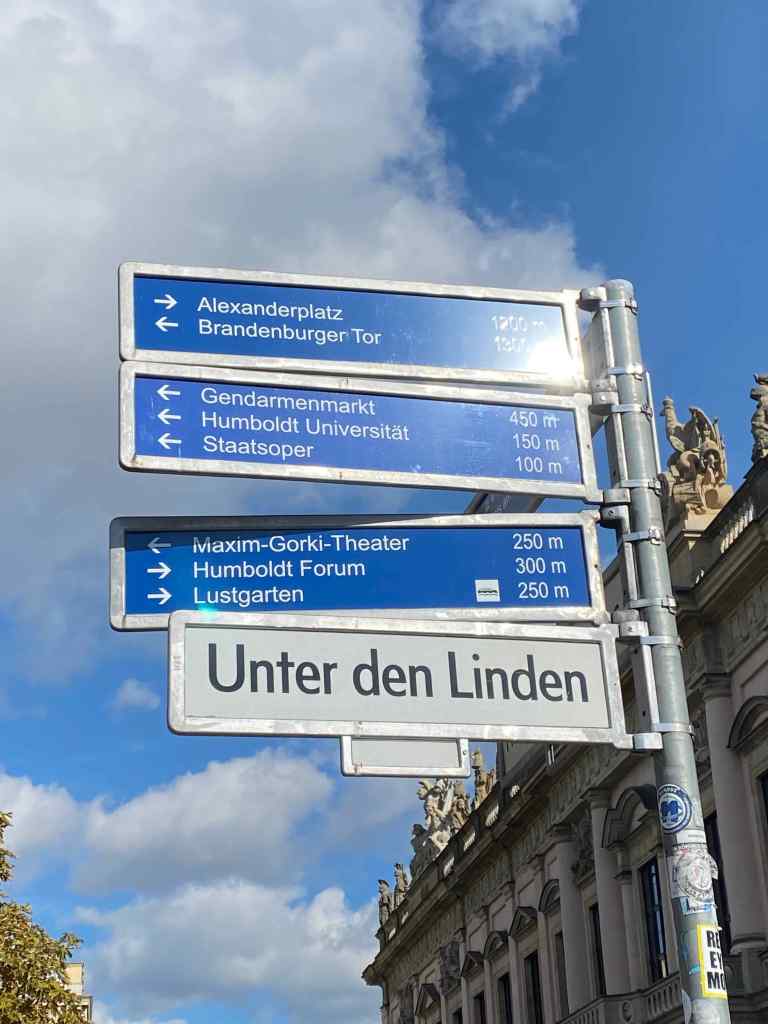 → Alexanderplatz 1200 m
← Brandenburger Tor
← Gendarmenmarkt 450 m
← Humboldt Universität 150 m
← Staatsoper 100 m
← Maxim-Gorki-Theater 250 m
→ Humboldt Forum 300 m
→ Lustgarten 250 m
Unter den Linden